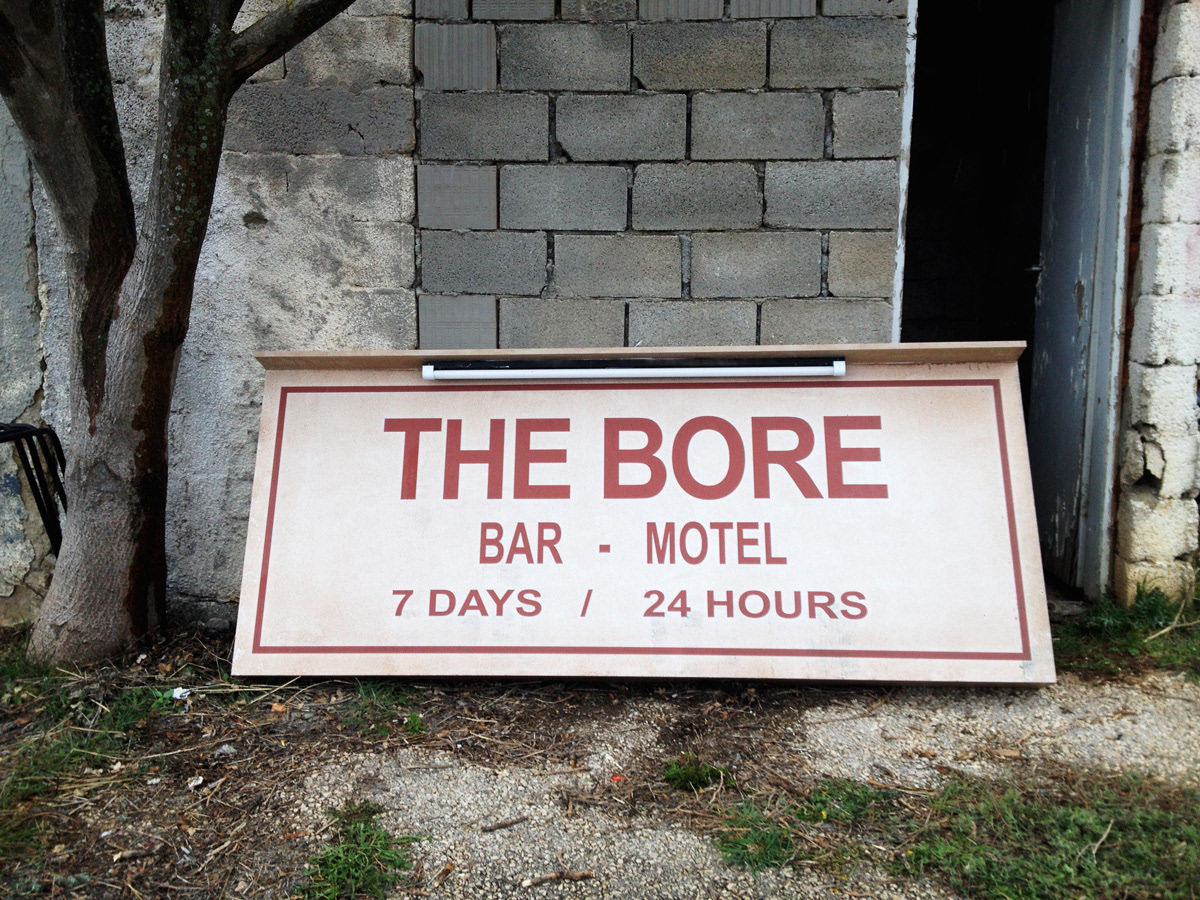 THE BORE
BAR - MOTEL
7 DAYS / 24 HOURS